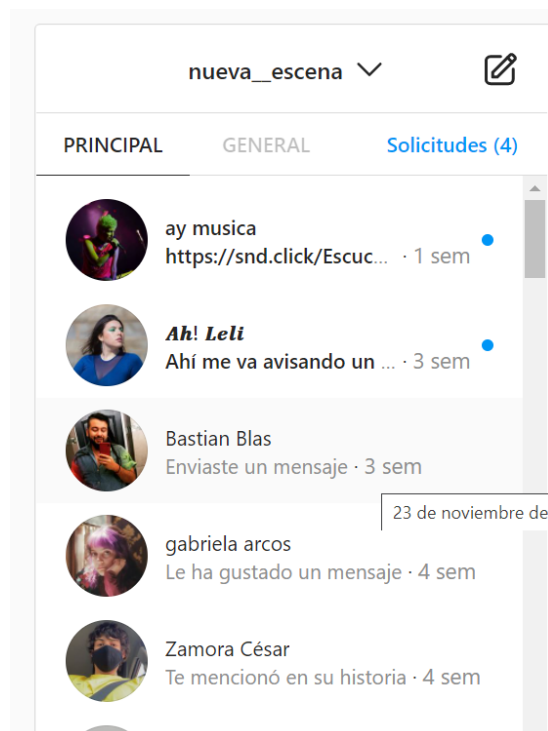 nueva__escena
PRINCIPAL GENERAL Solicitudes (4)
ay musica
https://snd.click/Escuc... · 1 sem
Ah! Leli
Ahí me va avisando un ... · 3 sem
Bastian Blas
Enviaste un mensaje · 3 sem
23 de noviembre de
gabriela arcos
Le ha gustado un mensaje · 4 sem
Zamora César
Te mencionó en su historia · 4 sem